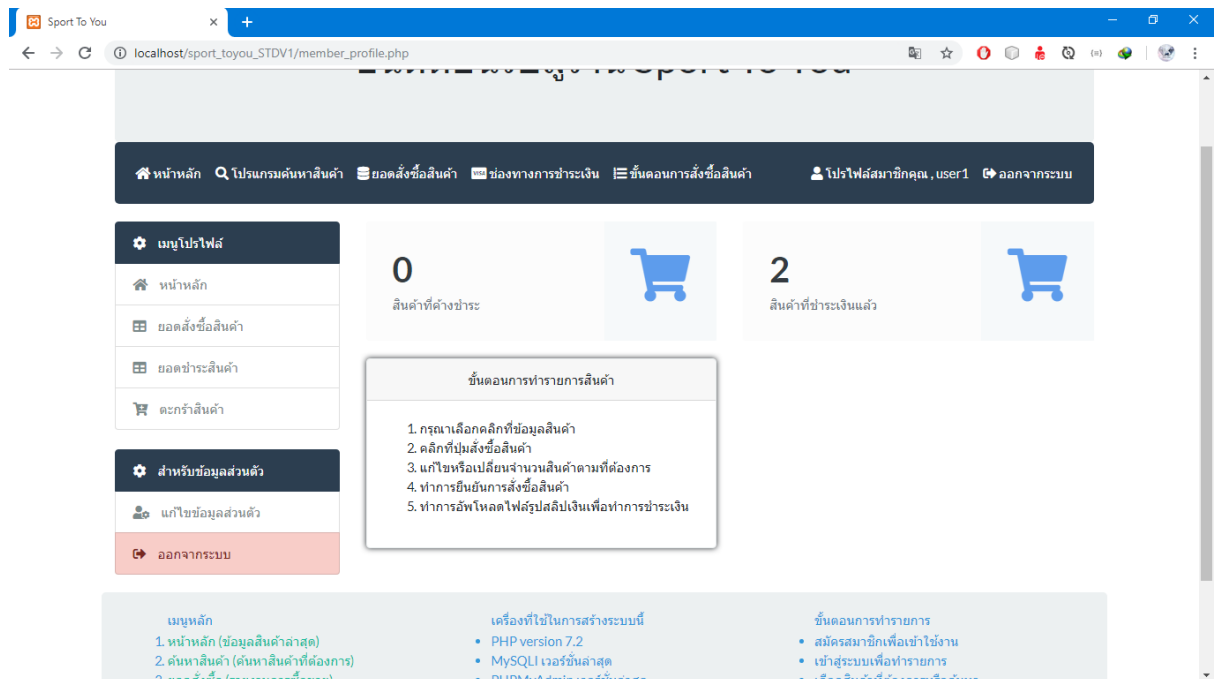 Sport To You
localhost/sport_toyou_STDV1/member_profile.php
Sport To You
หน้าหลัก โปรแกรมค้นหาสินค้า ยอดสั่งซื้อสินค้า VISA ช่องทางการชำระเงิน ขั้นตอนการสั่งซื้อสินค้า โปรไฟล์สมาชิกคุณ , user1 ออกจากระบบ
เมนูโปรไฟล์
หน้าหลัก
ยอดสั่งซื้อสินค้า
ยอดชำระสินค้า
ตะกร้าสินค้า
สำหรับข้อมูลส่วนตัว
แก้ไขข้อมูลส่วนตัว
ออกจากระบบ
0
สินค้าที่ค้างชำระ
2
สินค้าที่ชำระเงินแล้ว
ขั้นตอนการทำรายการสินค้า
1. กรุณาเลือกคลิกที่ข้อมูลสินค้า
2. คลิกที่ปุ่มสั่งซื้อสินค้า
3. แก้ไขหรือเปลี่ยนจำนวนสินค้าตามที่ต้องการ
4. ทำการยืนยันการสั่งซื้อสินค้า
5. ทำการอัพโหลดไฟล์รูปสลิปเงินเพื่อทำการชำระเงิน
เมนูหลัก
1. หน้าหลัก (ข้อมูลสินค้าล่าสุด)
2. ค้นหาสินค้า (ค้นหาสินค้าที่ต้องการ)
เครื่องที่ใช้ในการสร้างระบบนี้
• PHP version 7.2
• MySQLI เวอร์ชั่นล่าสุด
• PHPMyAdmin เวอร์ชั่นล่าสุด
ขั้นตอนการทำรายการ
• สมัครสมาชิกเพื่อเข้าใช้งาน
• เข้าสู่ระบบเพื่อทำรายการ